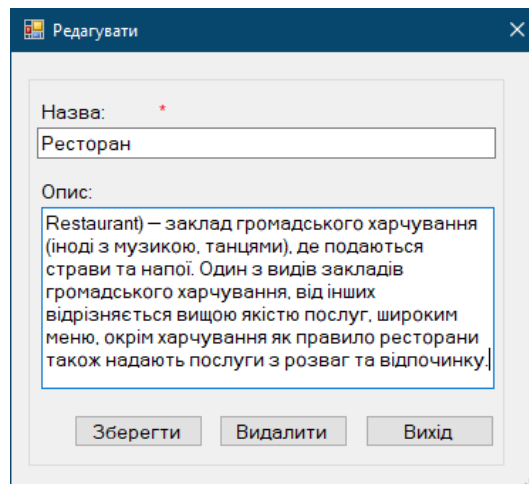 Редагувати
Назва: *
Ресторан
Опис:
Restaurant) — заклад громадського харчування
(іноді з музикою, танцями), де подаються
страви та напої. Один з видів закладів
громадського харчування, від інших
відрізняється вищою якістю послуг, широким
меню, окрім харчування як правило ресторани
також надають послуги з розваг та відпочинку.
Зберегти Видалити Вихід